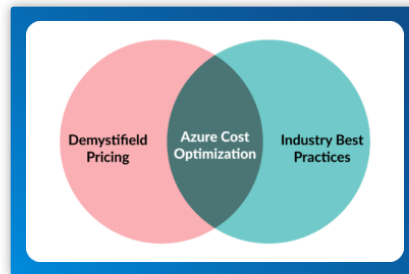 Demystifield
Pricing
Azure Cost
Optimization
Industry Best
Practices